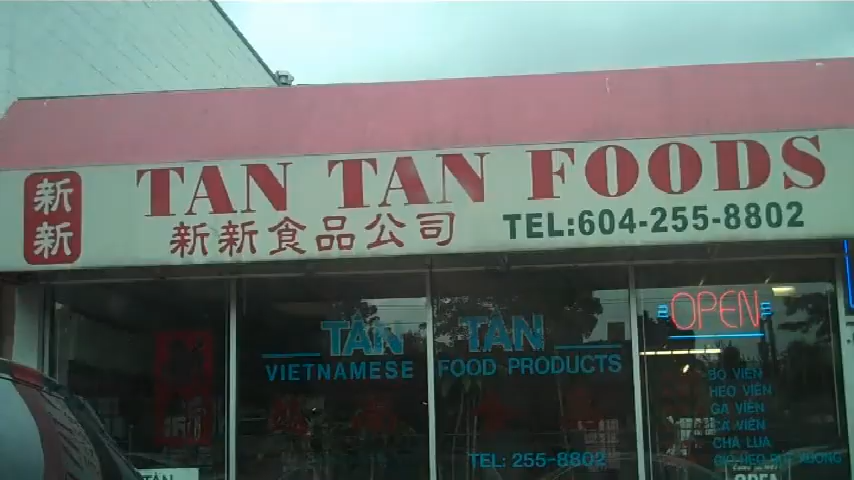 新新
TAN TAN FOODS
新新食品公司
TEL:604-255-8802
OPEN
TÂN TÂN
VIETNAMESE FOOD PRODUCTS
BÒ VIÊN
HEO VIÊN
GÀ VIÊN
CÁ VIÊN
CHẢ LỤA
TEL: 255-8802
OPEN